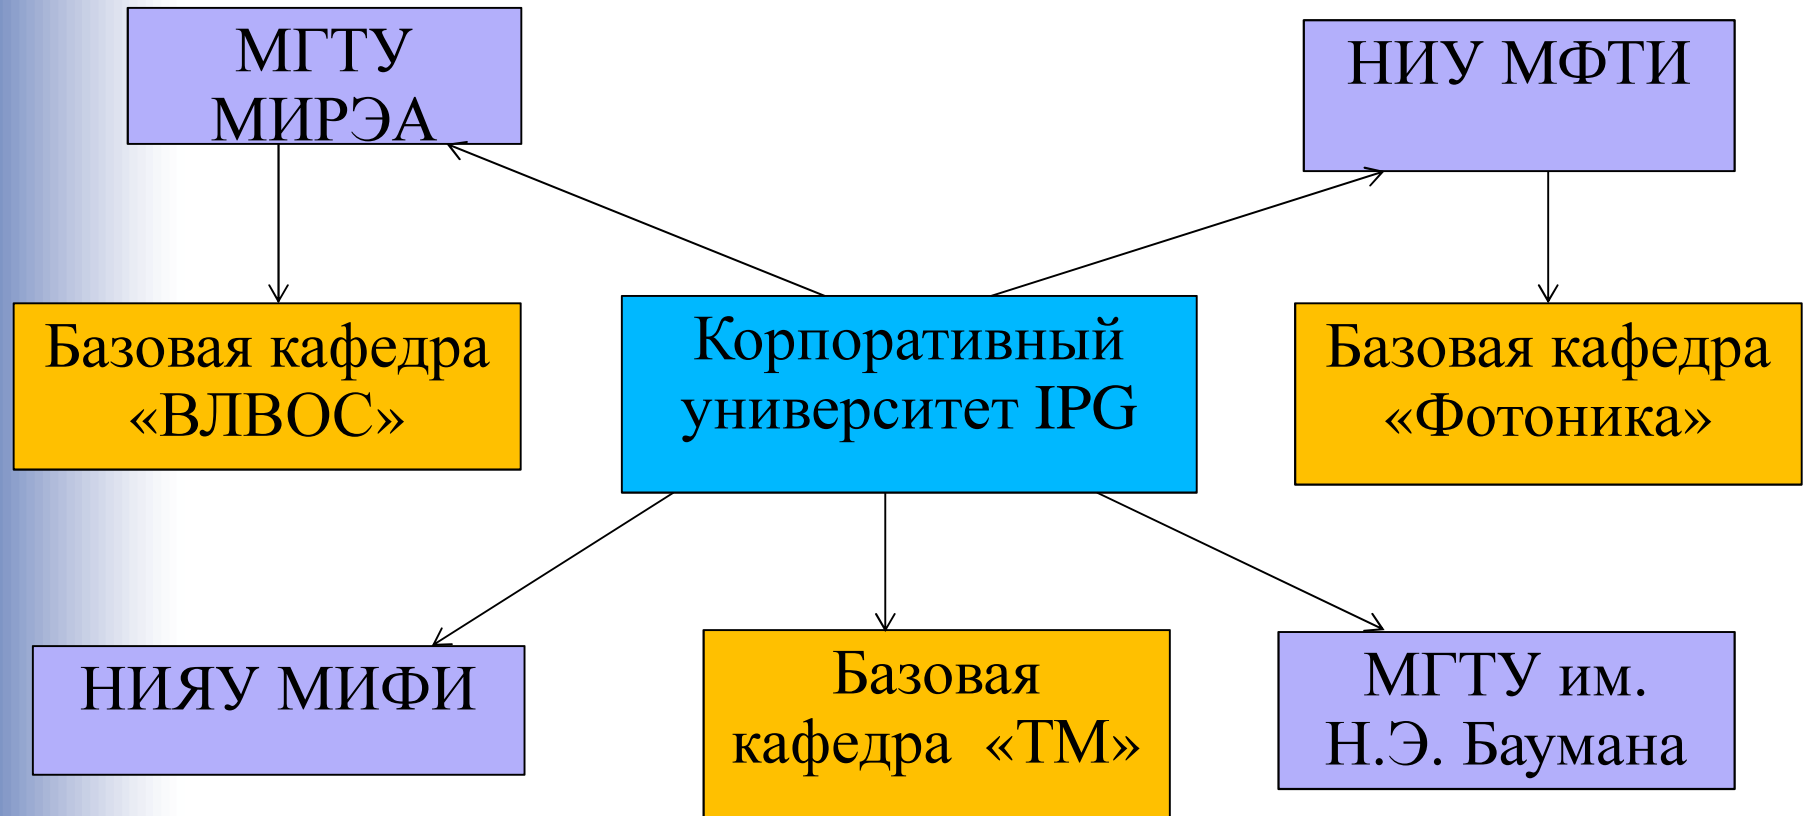 МГТУ
МИРЭА
НИУ МФТИ
Базовая кафедра
«ВЛВОС»
Корпоративный
университет IPG
Базовая кафедра
«Фотоника»
НИЯУ МИФИ
Базовая
кафедра «ТМ»
МГТУ им.
Н.Э. Баумана